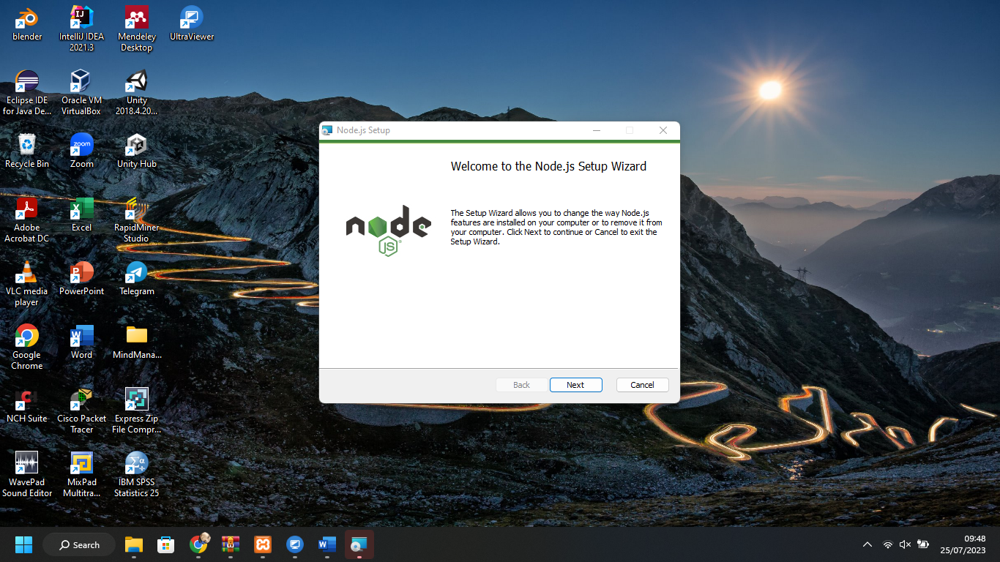 blender
IntelliJ IDEA
2021.3
Mendeley
Desktop
UltraViewer
Eclipse IDE
for Java De...
Oracle VM
VirtualBox
Unity
2018.4.20...
Recycle Bin
zoom
Zoom
Unity Hub
Adobe
Acrobat DC
Excel
RapidMiner
Studio
VLC media
player
PowerPoint
Telegram
Google
Chrome
Word
MindMana...
NCH Suite
Cisco Packet
Tracer
Express Zip
File Compr...
WavePad
Sound Editor
MixPad
Multitra...
IBM SPSS
Statistics 25
Node.js Setup
Welcome to the Node.js Setup Wizard
node
JS
The Setup Wizard allows you to change the way Node.js
features are installed on your computer or to remove it from
your computer. Click Next to continue or Cancel to exit the
Setup Wizard.
Back
Next
Cancel
Search
09:48
25/07/2023